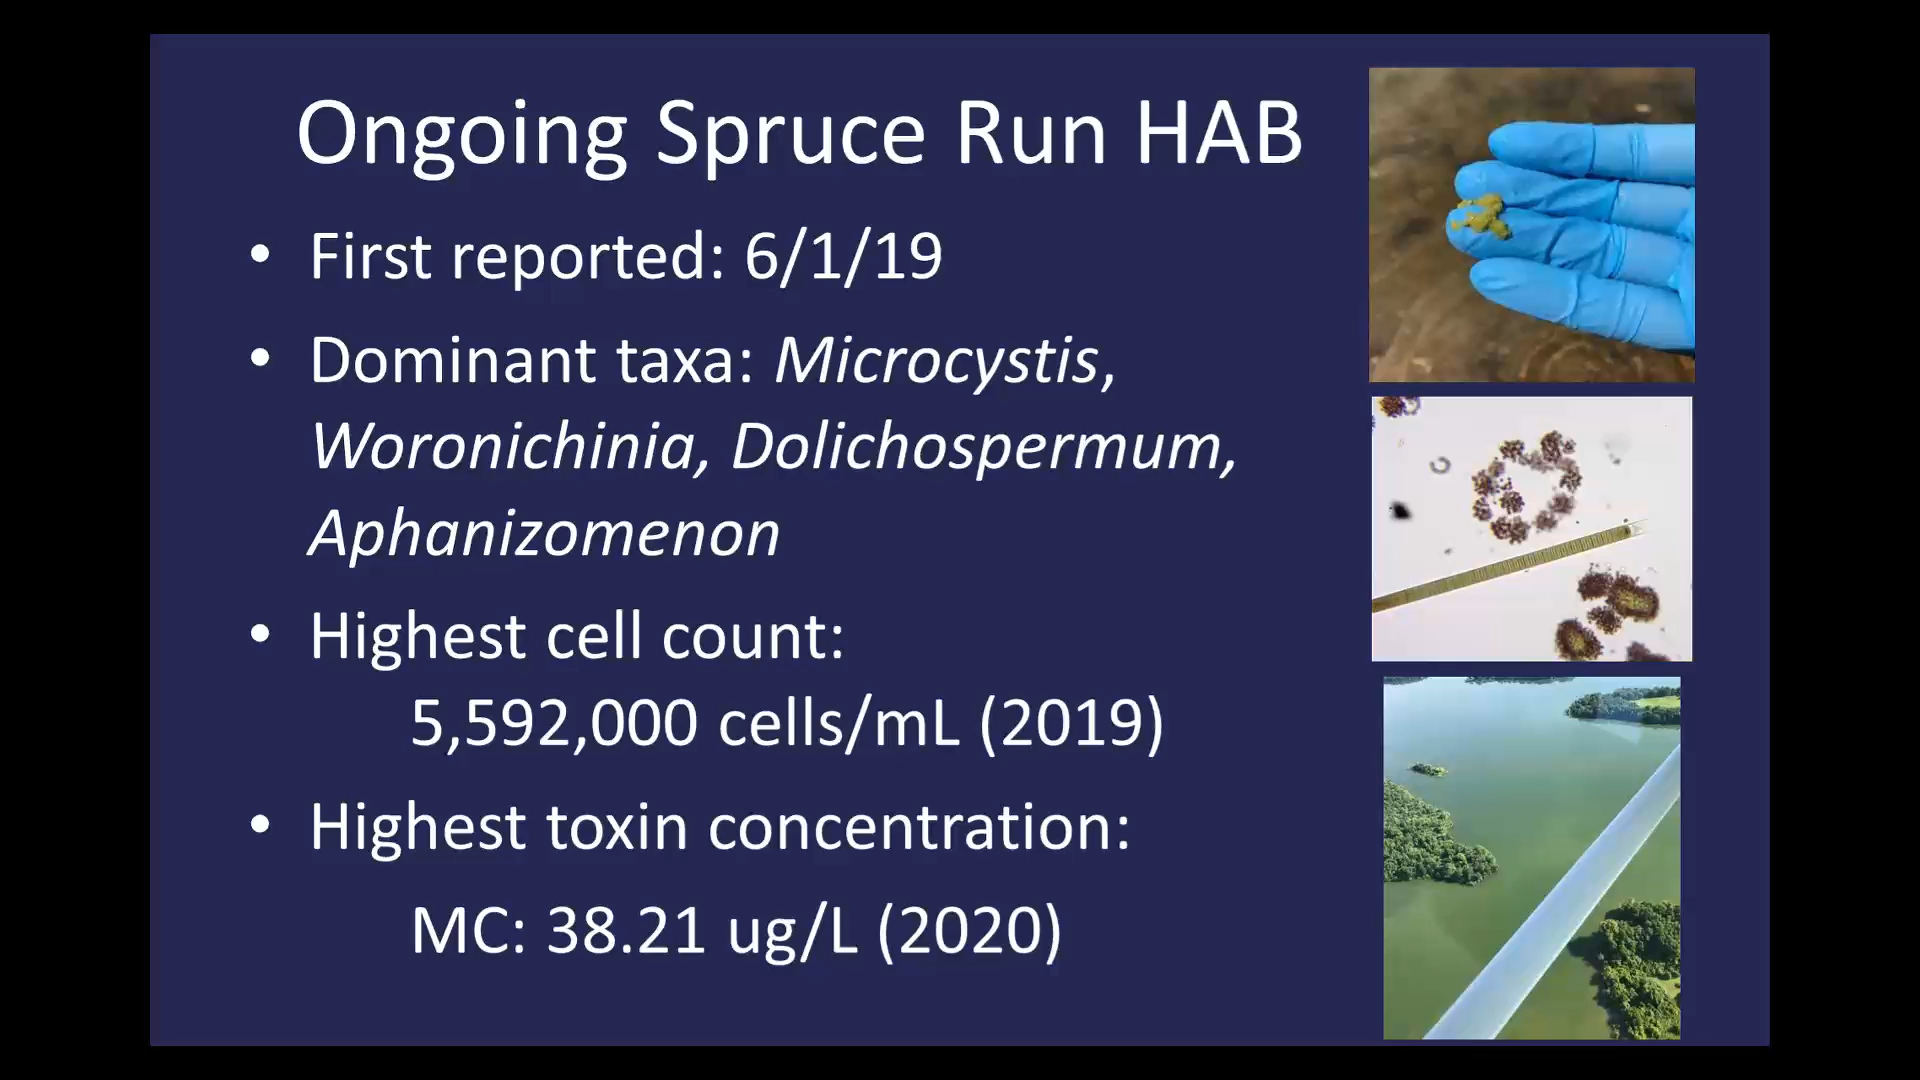 Ongoing Spruce Run HAB
• First reported: 6/1/19
• Dominant taxa: Microcystis,
Woronichinia, Dolichospermum,
Aphanizomenon
• Highest cell count:
5,592,000 cells/mL (2019)
• Highest toxin concentration:
MC: 38.21 ug/L (2020)